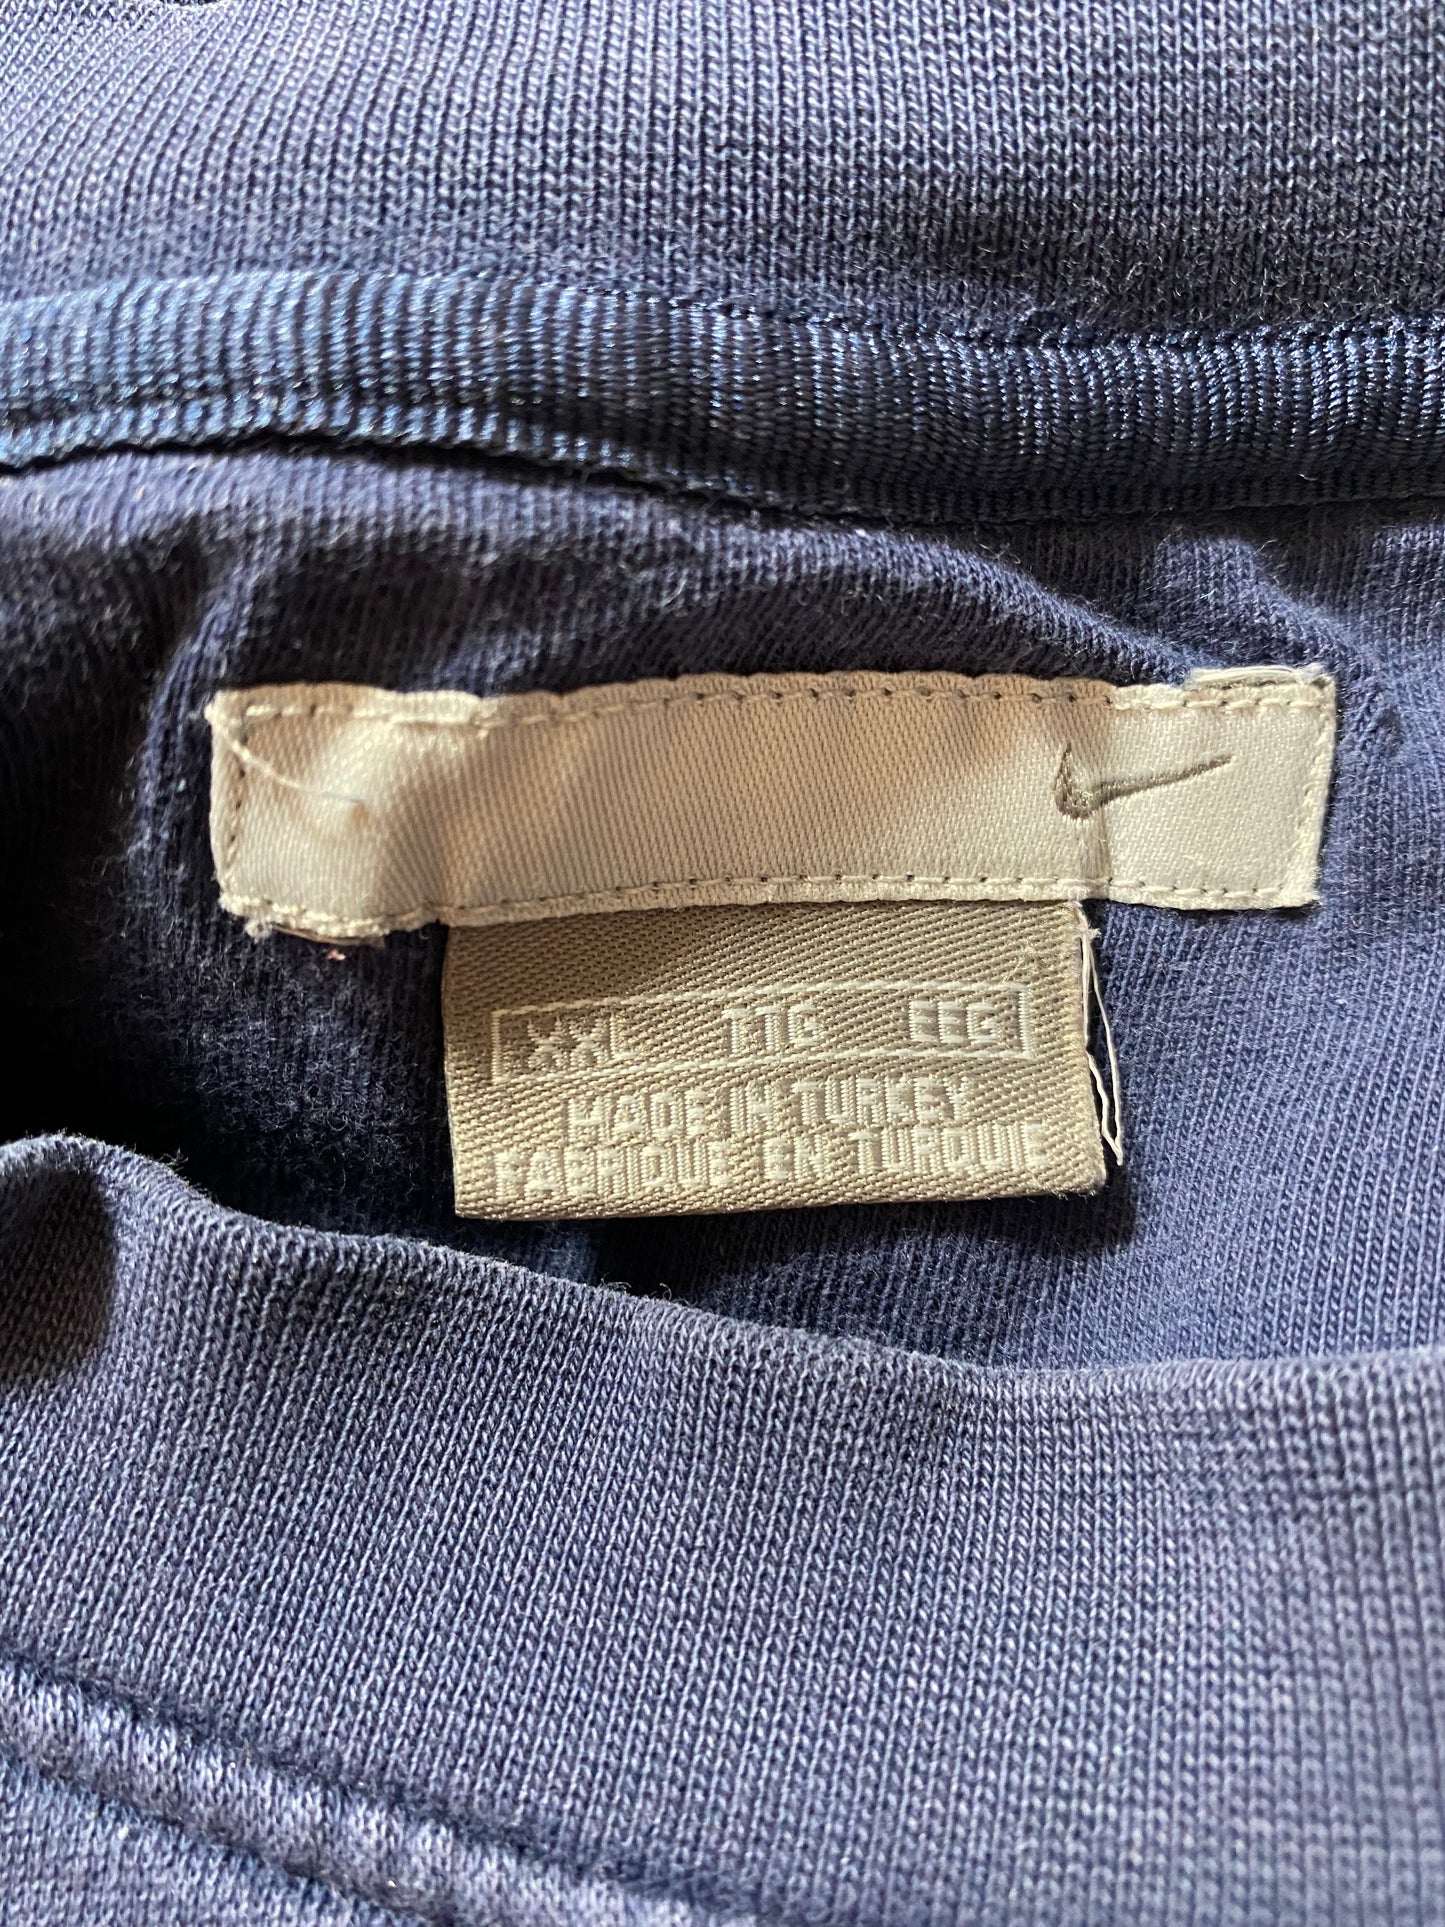 XXL TTG EEG
MADE IN TURKEY
FABRIQUE EN TURQUIE